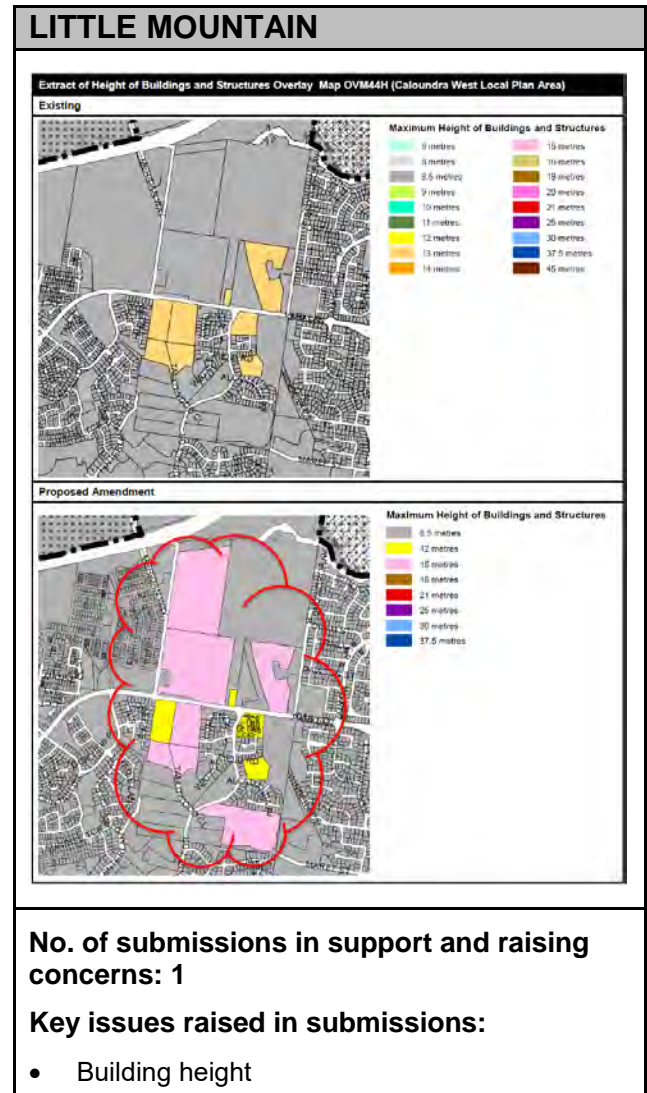 LITTLE MOUNTAIN
Extract of Height of Buildings and Structures Overlay Map OVM44H (Caloundra West Local Plan Area)
Existing
Maximum Height of Buildings and Structures
8 metres
8.5 metres
9 metres
10 metres
11 metres
12 metres
13 metres
14 metres
15 metres
16 metres
18 metres
20 metres
21 metres
25 metres
30 metres
37.5 metres
45 metres
Proposed Amendment
Maximum Height of Buildings and Structures
8.5 metres
12 metres
15 metres
18 metres
21 metres
25 metres
30 metres
37.5 metres
No. of submissions in support and raising
concerns: 1
Key issues raised in submissions:
• Building height